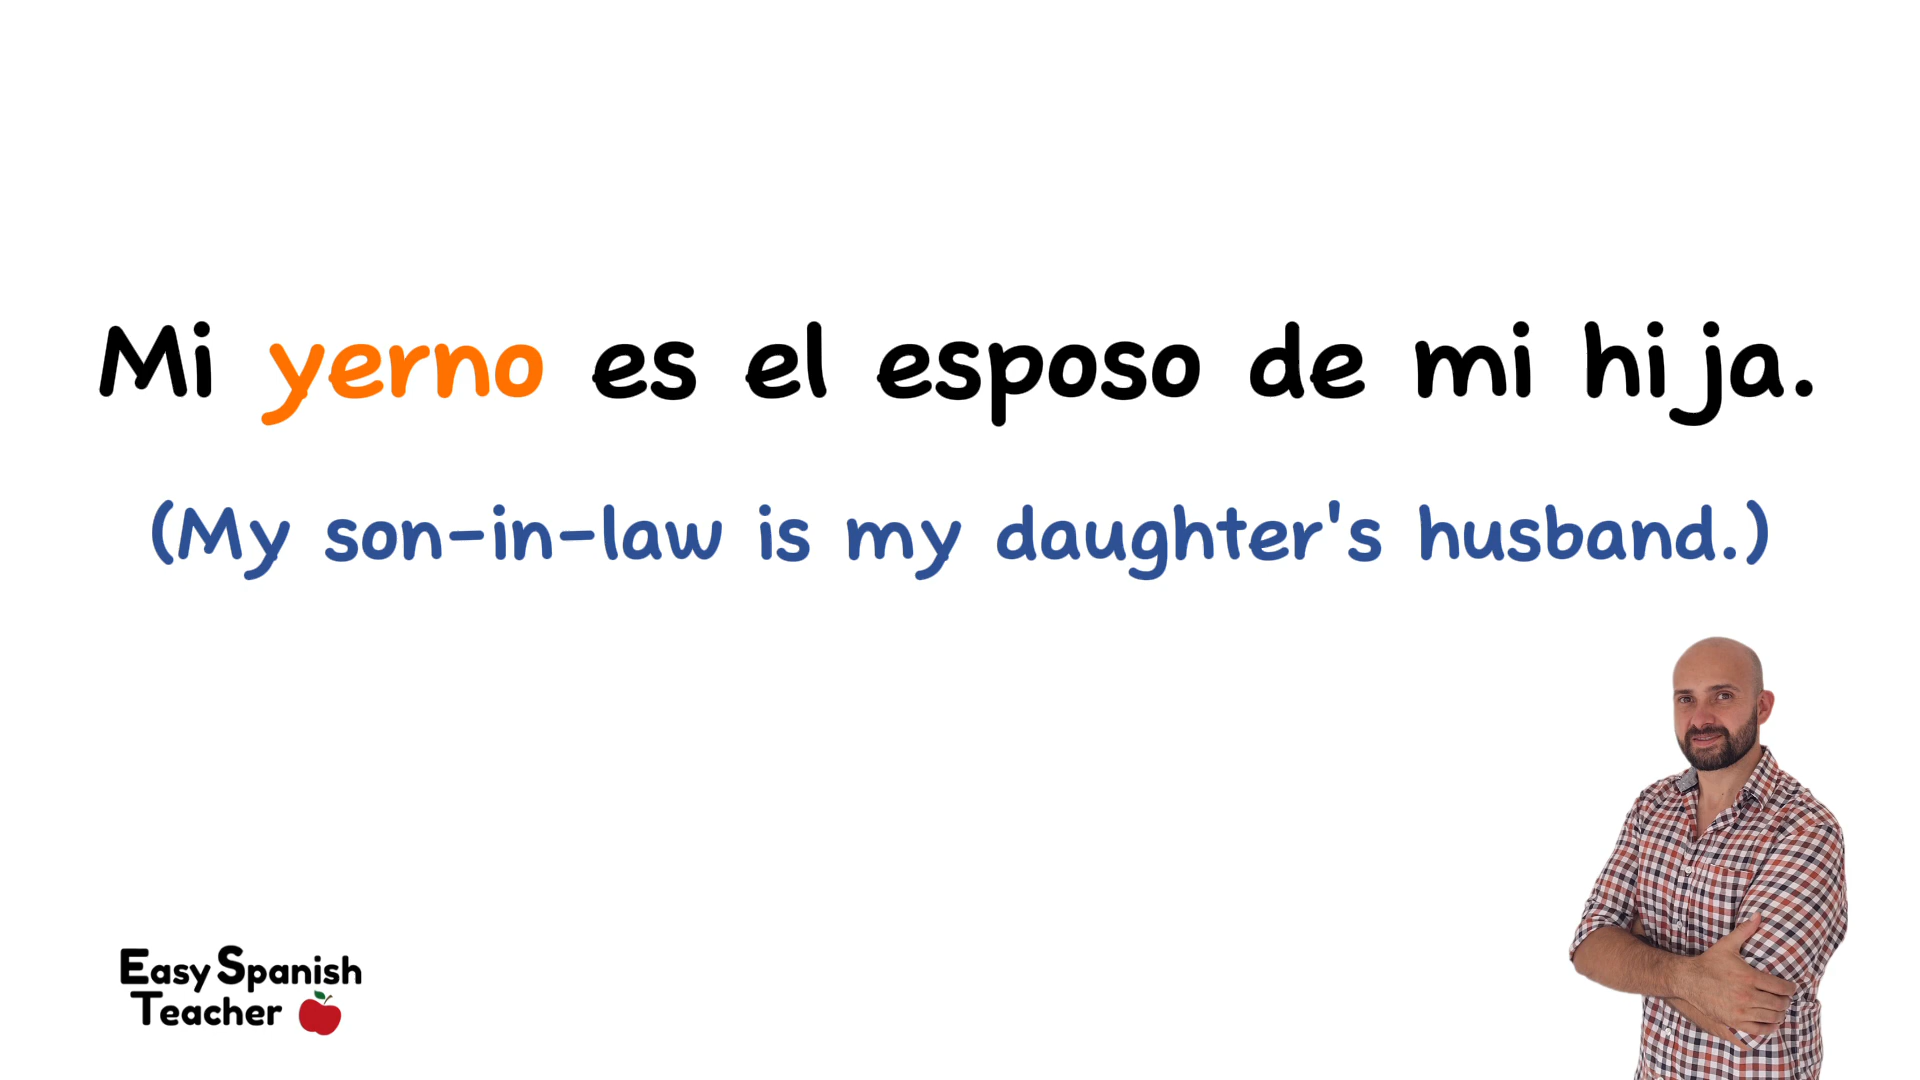 Mi yerno es el esposo de mi hija.
(My son-in-law is my daughter's husband.)
Easy Spanish
Teacher